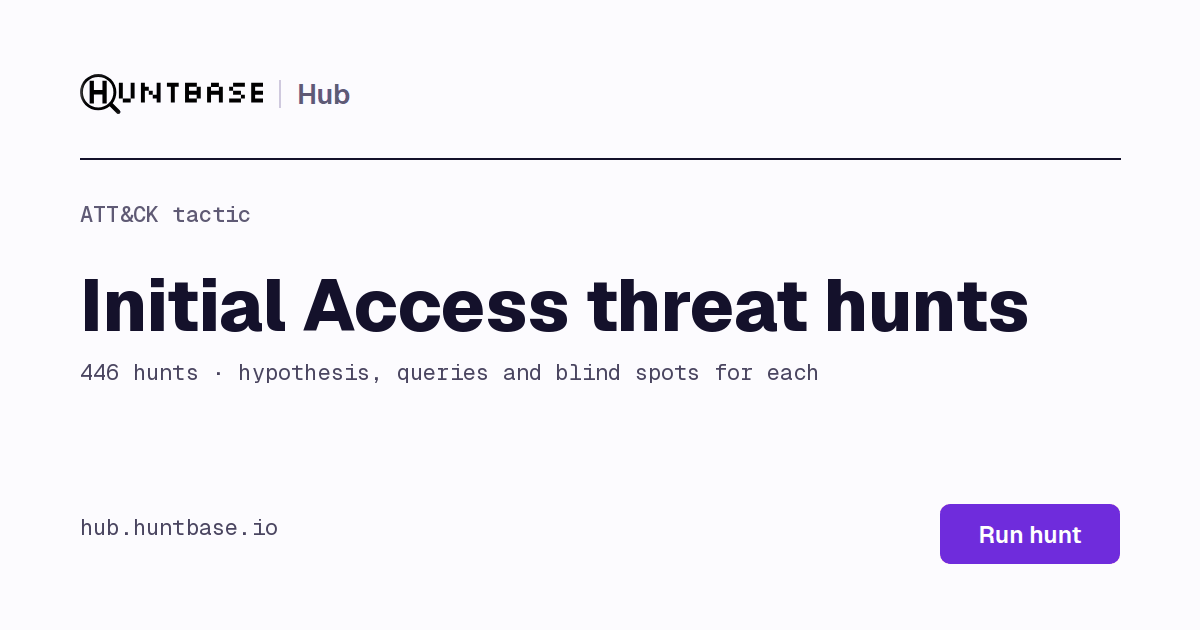 HUNTBASE Hub
ATT&CK tactic
Initial Access threat hunts
446 hunts · hypothesis, queries and blind spots for each
hub.huntbase.io
Run hunt